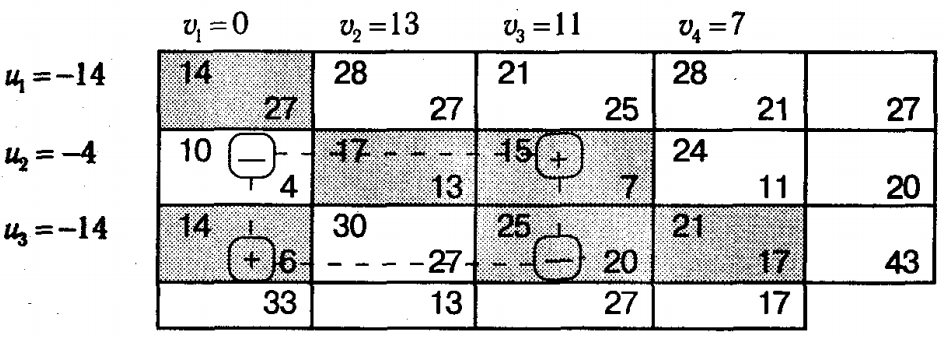 v₁=0 v₂=13 v₃=11 v₄=7
u₁=−14 14 28 21 28
27 27 25 21 27
u₂=−4 10 − 17 15 + 24
4 13 7 11 20
u₃=−14 14 30 25 21
+ 6 27 − 20 17 43
33 13 27 17